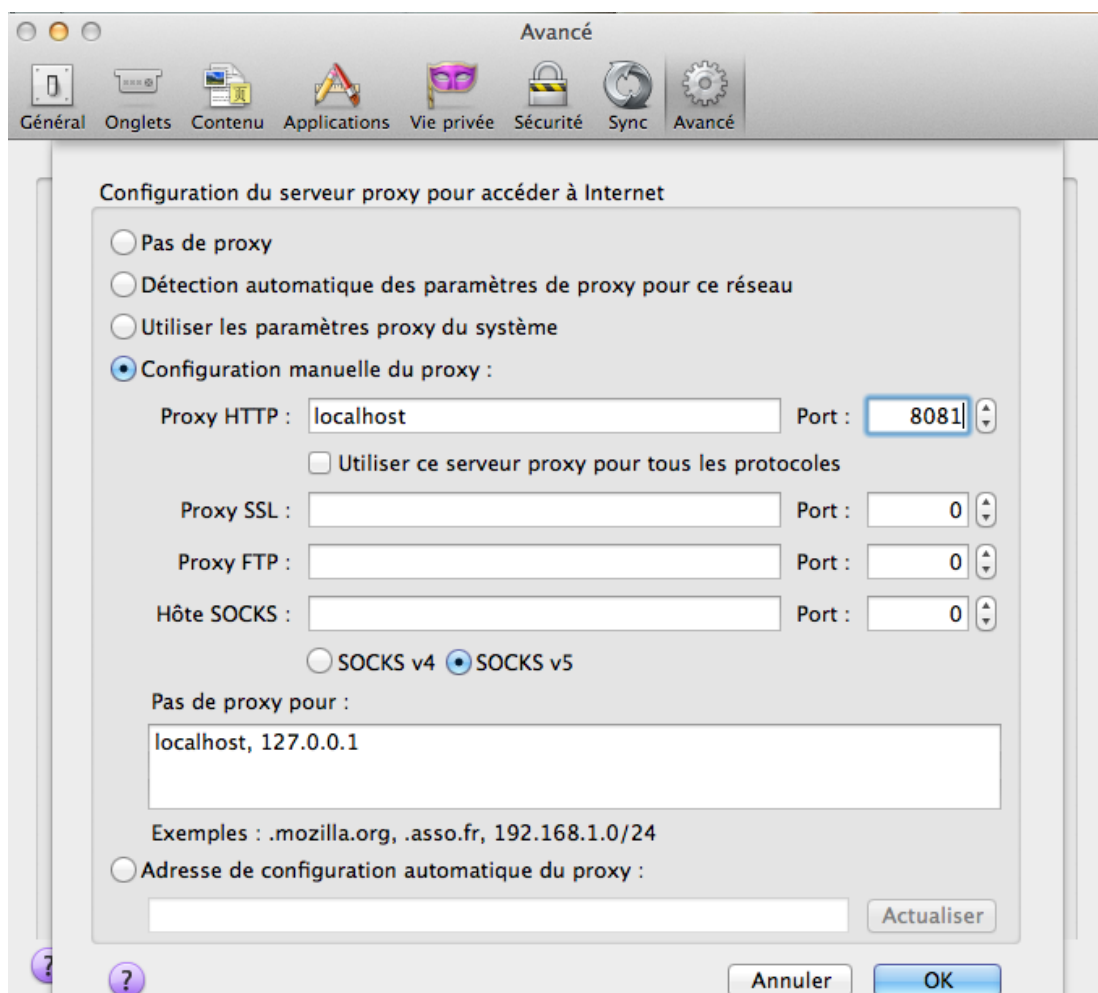 Avancé
Général Onglets Contenu Applications Vie privée Sécurité Sync Avancé
Configuration du serveur proxy pour accéder à Internet
Pas de proxy
Détection automatique des paramètres de proxy pour ce réseau
Utiliser les paramètres proxy du système
Configuration manuelle du proxy :
Proxy HTTP : localhost Port : 8081
Utiliser ce serveur proxy pour tous les protocoles
Proxy SSL : Port : 0
Proxy FTP : Port : 0
Hôte SOCKS : Port : 0
SOCKS v4 SOCKS v5
Pas de proxy pour :
localhost, 127.0.0.1
Exemples : .mozilla.org, .asso.fr, 192.168.1.0/24
Adresse de configuration automatique du proxy :
Actualiser
? ? Annuler OK